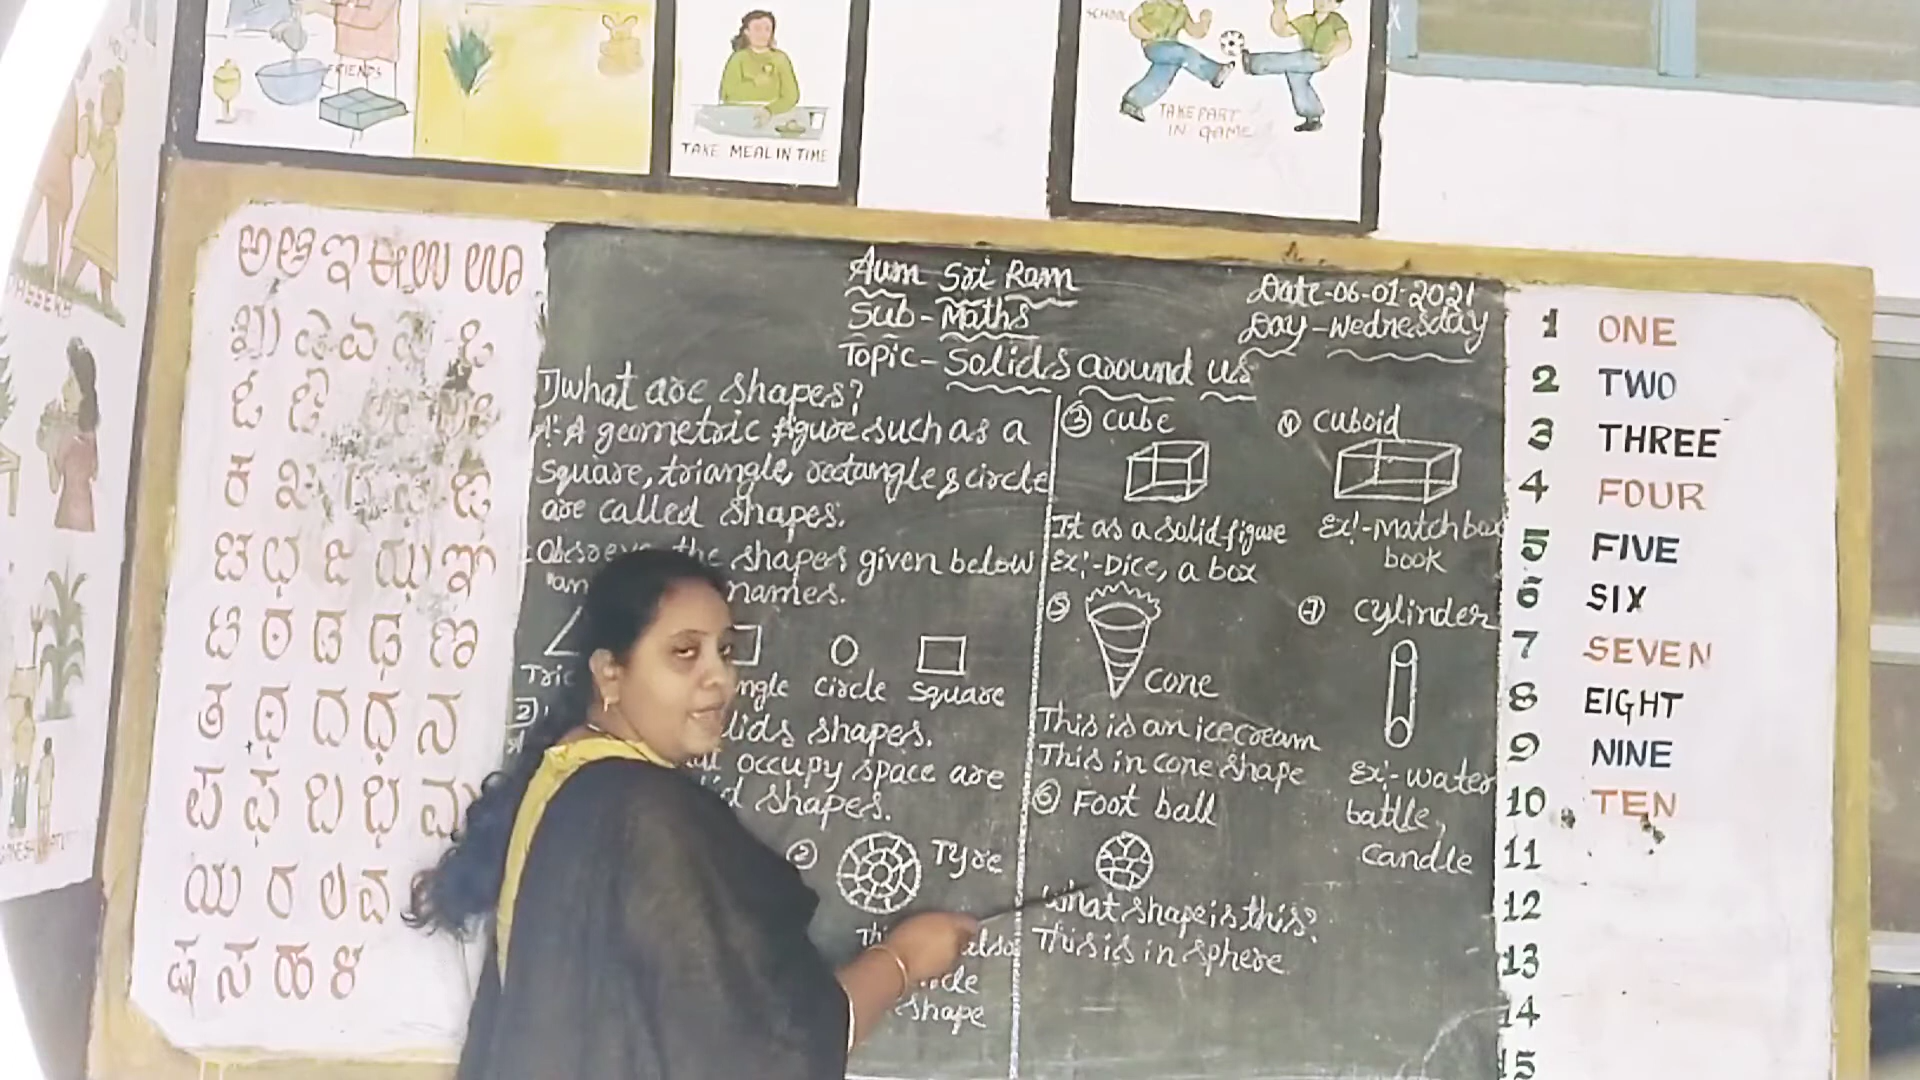 FRIENDS
TAKE MEAL IN TIME
SCHOOL
TAKE PART
IN GAME
DASSERA
ಅ ಆ ಇ ಈ ಉ ಊ
ಋ ಎ ಏ ಐ ಒ
ಓ ಔ ಅಂ ಅಃ
ಕ ಖ ಗ ಘ ಙ
ಚ ಛ ಜ ಝ ಞ
ಟ ಠ ಡ ಢ ಣ
ತ ಥ ದ ಧ ನ
ಪ ಫ ಬ ಭ ಮ
ಯ ರ ಲ ವ
ಷ ಸ ಹ ಳ
Aum Sri Ram
Sub - Maths
Topic - Solids around us
Date-06-01-2021
Day - Wednesday
1) what are shapes?
A:- A geometric figure such as a
square, triangle, rectangle & circle
are called shapes.
Observe the shapes given below
names.
circle square
2
shapes.
occupy space are
shapes.
② Tyre
also
shape
③ cube
It as a solid figure
Ex:- Dice, a box
④ cuboid
Ex:- Match box
book
⑤
cone
This is an icecream
This in cone shape
⑥ Foot ball
What shape is this?
This is in sphere
⑦ cylinder
Ex:- water
battle,
candle
1 ONE
2 TWO
3 THREE
4 FOUR
5 FIVE
6 SIX
7 SEVEN
8 EIGHT
9 NINE
10 TEN
11
12
13
14
15